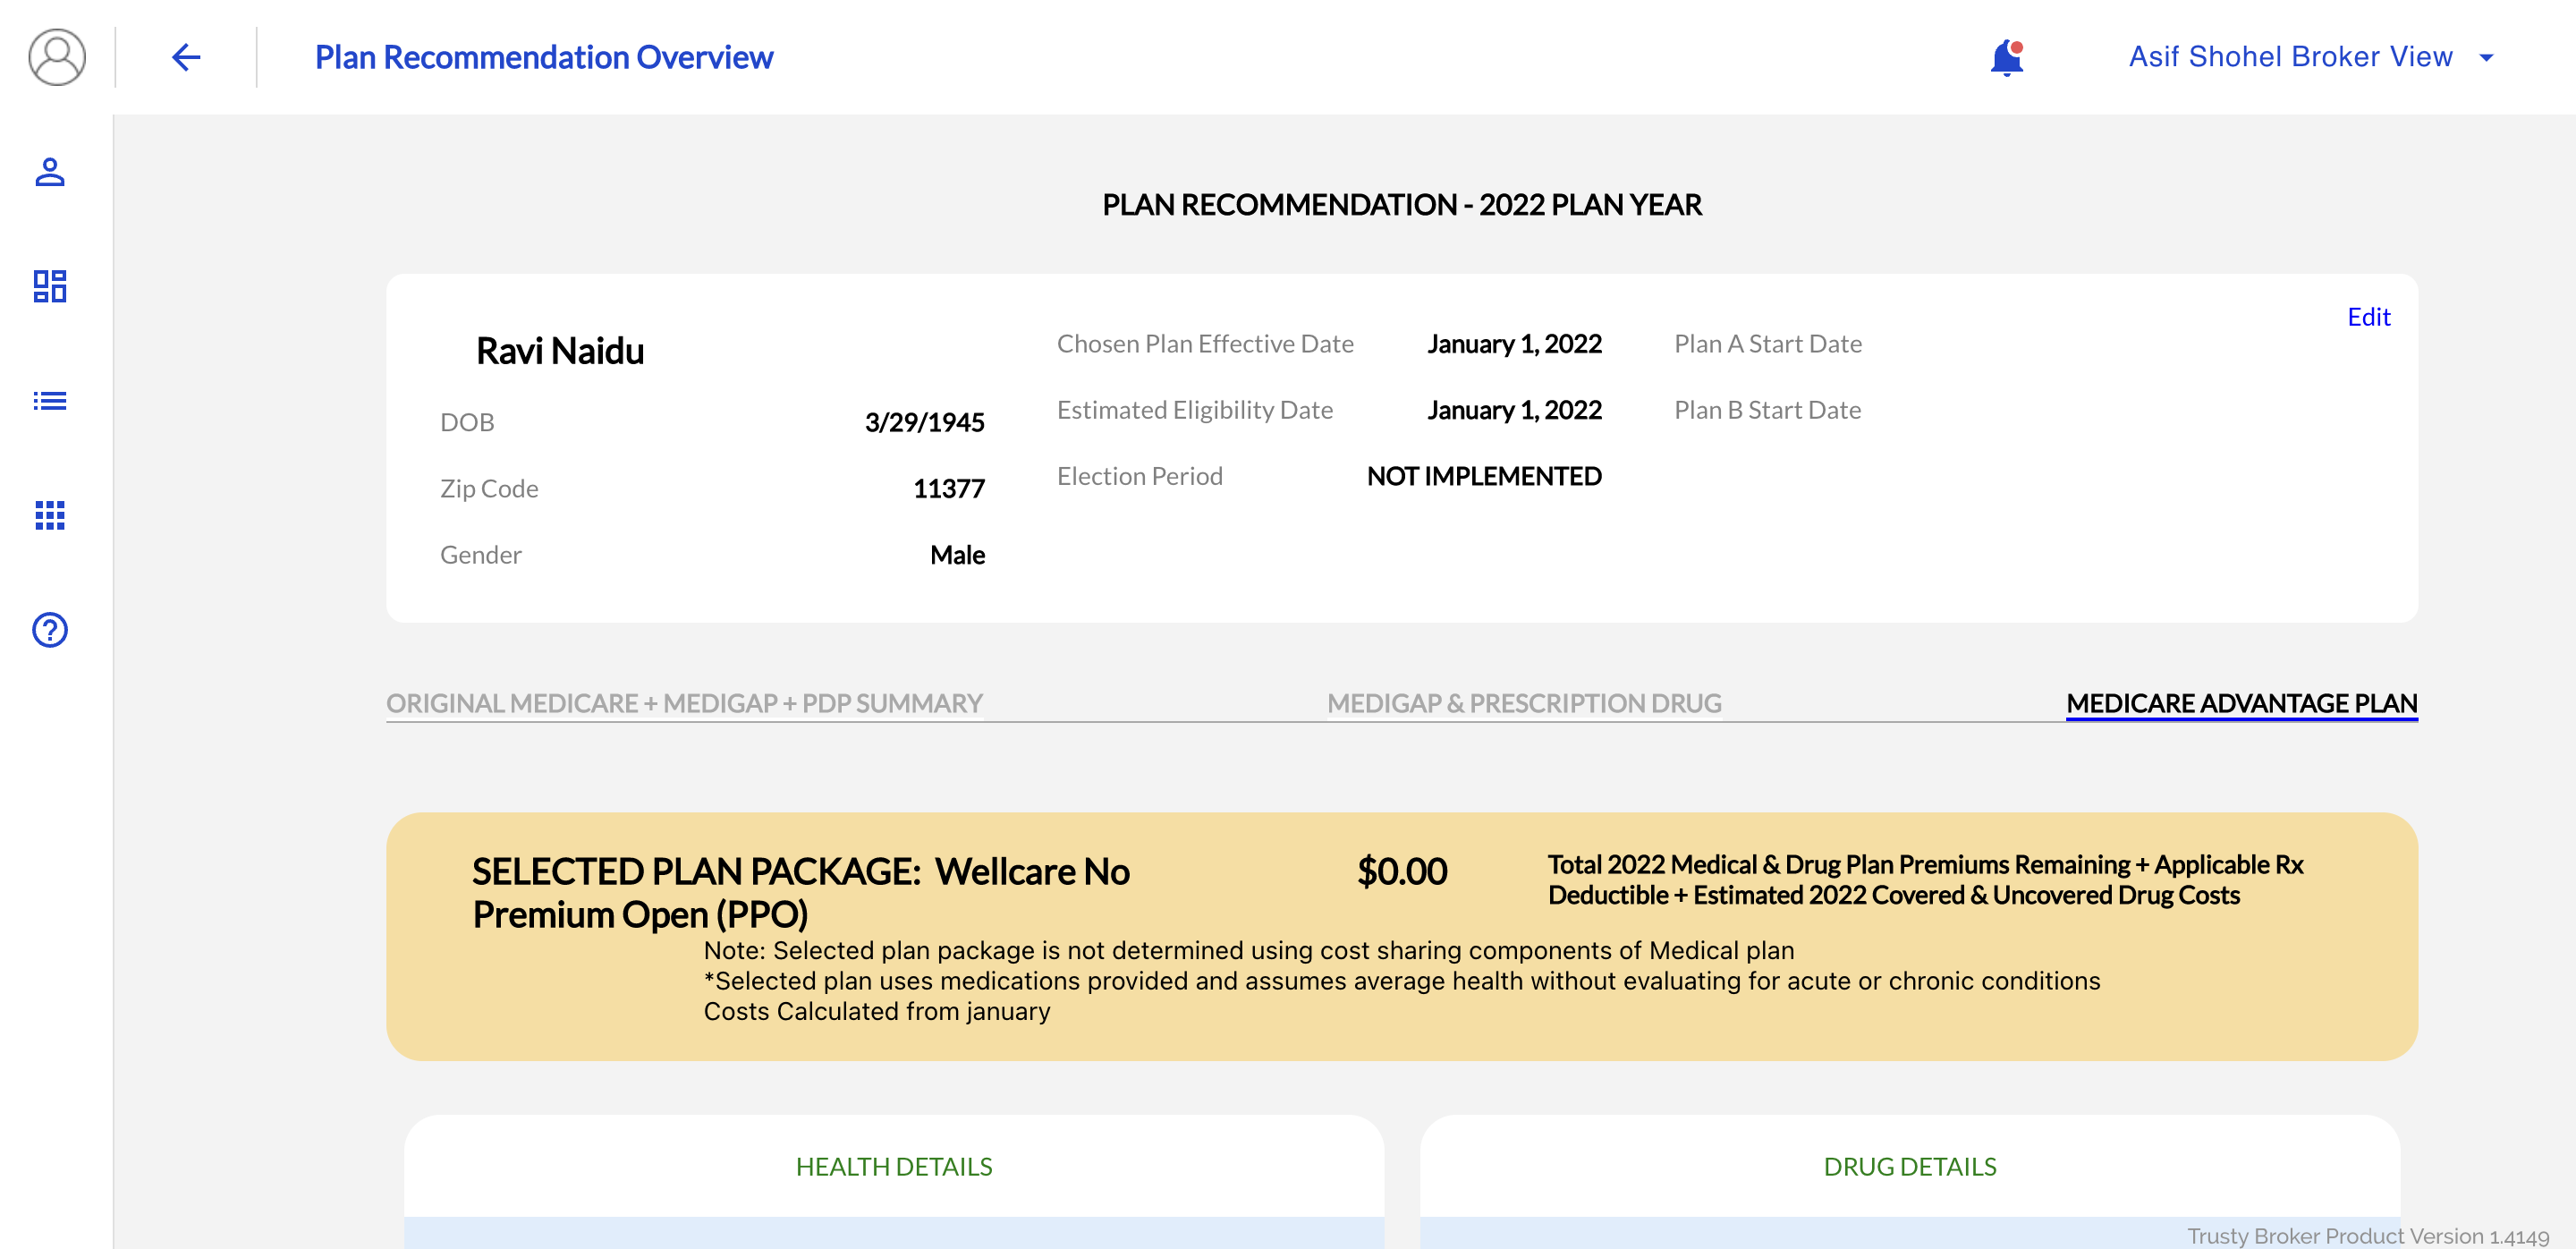 Plan Recommendation Overview
Asif Shohel Broker View
PLAN RECOMMENDATION - 2022 PLAN YEAR
Edit
Ravi Naidu
DOB 3/29/1945
Zip Code 11377
Gender Male
Chosen Plan Effective Date January 1, 2022
Estimated Eligibility Date January 1, 2022
Election Period NOT IMPLEMENTED
Plan A Start Date
Plan B Start Date
ORIGINAL MEDICARE + MEDIGAP + PDP SUMMARY
MEDIGAP & PRESCRIPTION DRUG
MEDICARE ADVANTAGE PLAN
SELECTED PLAN PACKAGE: Wellcare No
Premium Open (PPO)
$0.00
Total 2022 Medical & Drug Plan Premiums Remaining + Applicable Rx
Deductible + Estimated 2022 Covered & Uncovered Drug Costs
Note: Selected plan package is not determined using cost sharing components of Medical plan
*Selected plan uses medications provided and assumes average health without evaluating for acute or chronic conditions
Costs Calculated from january
HEALTH DETAILS
DRUG DETAILS
Trusty Broker Product Version 1.4149